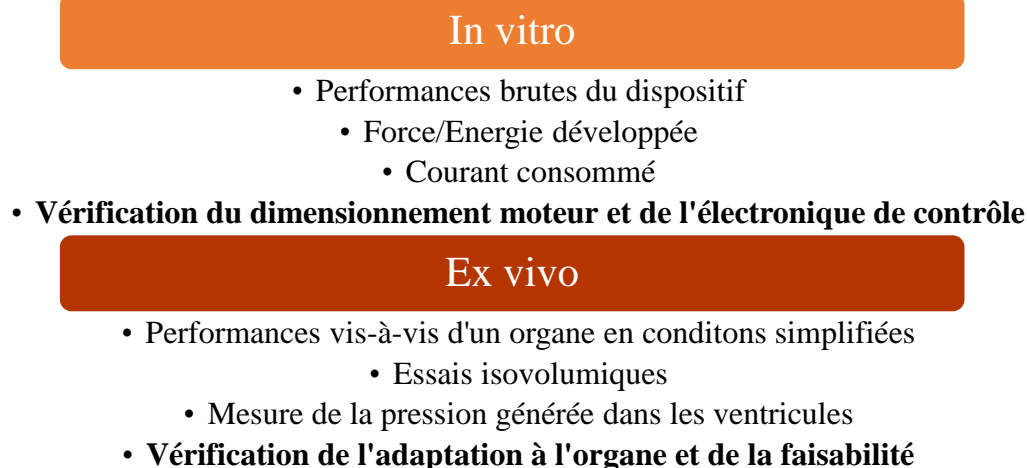 In vitro
• Performances brutes du dispositif
• Force/Energie développée
• Courant consommé
• Vérification du dimensionnement moteur et de l'électronique de contrôle
Ex vivo
• Performances vis-à-vis d'un organe en conditons simplifiées
• Essais isovolumiques
• Mesure de la pression générée dans les ventricules
• Vérification de l'adaptation à l'organe et de la faisabilité